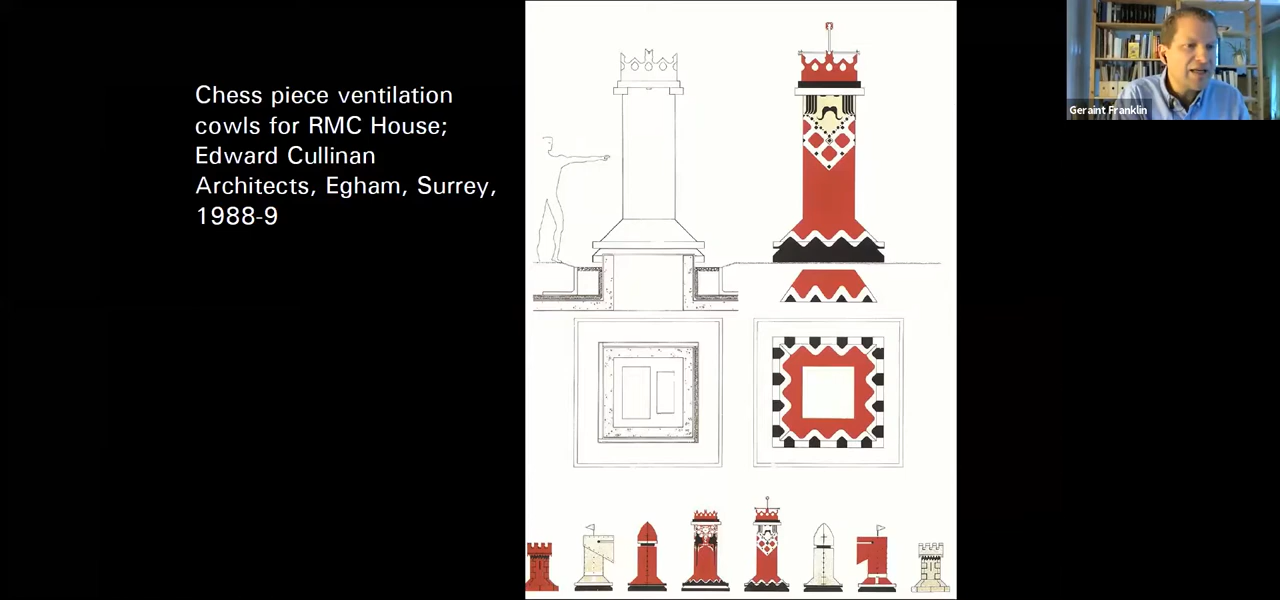 Chess piece ventilation
cowls for RMC House;
Edward Cullinan
Architects, Egham, Surrey,
1988-9
Geraint Franklin